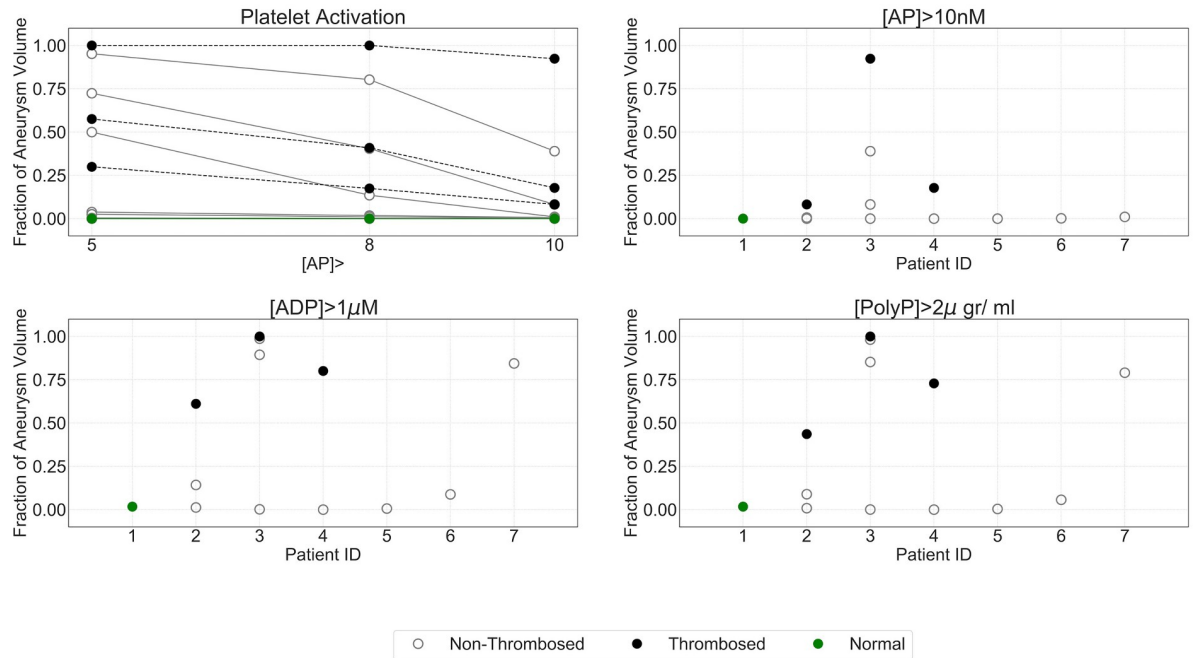 Platelet Activation
Fraction of Aneurysm Volume
1.00
0.75
0.50
0.25
0.00
5 8 10
[AP]>
[AP]>10nM
Fraction of Aneurysm Volume
1.00
0.75
0.50
0.25
0.00
1 2 3 4 5 6 7
Patient ID
[ADP]>1μM
Fraction of Aneurysm Volume
1.00
0.75
0.50
0.25
0.00
1 2 3 4 5 6 7
Patient ID
[PolyP]>2μ gr/ ml
Fraction of Aneurysm Volume
1.00
0.75
0.50
0.25
0.00
1 2 3 4 5 6 7
Patient ID
Non-Thrombosed Thrombosed Normal